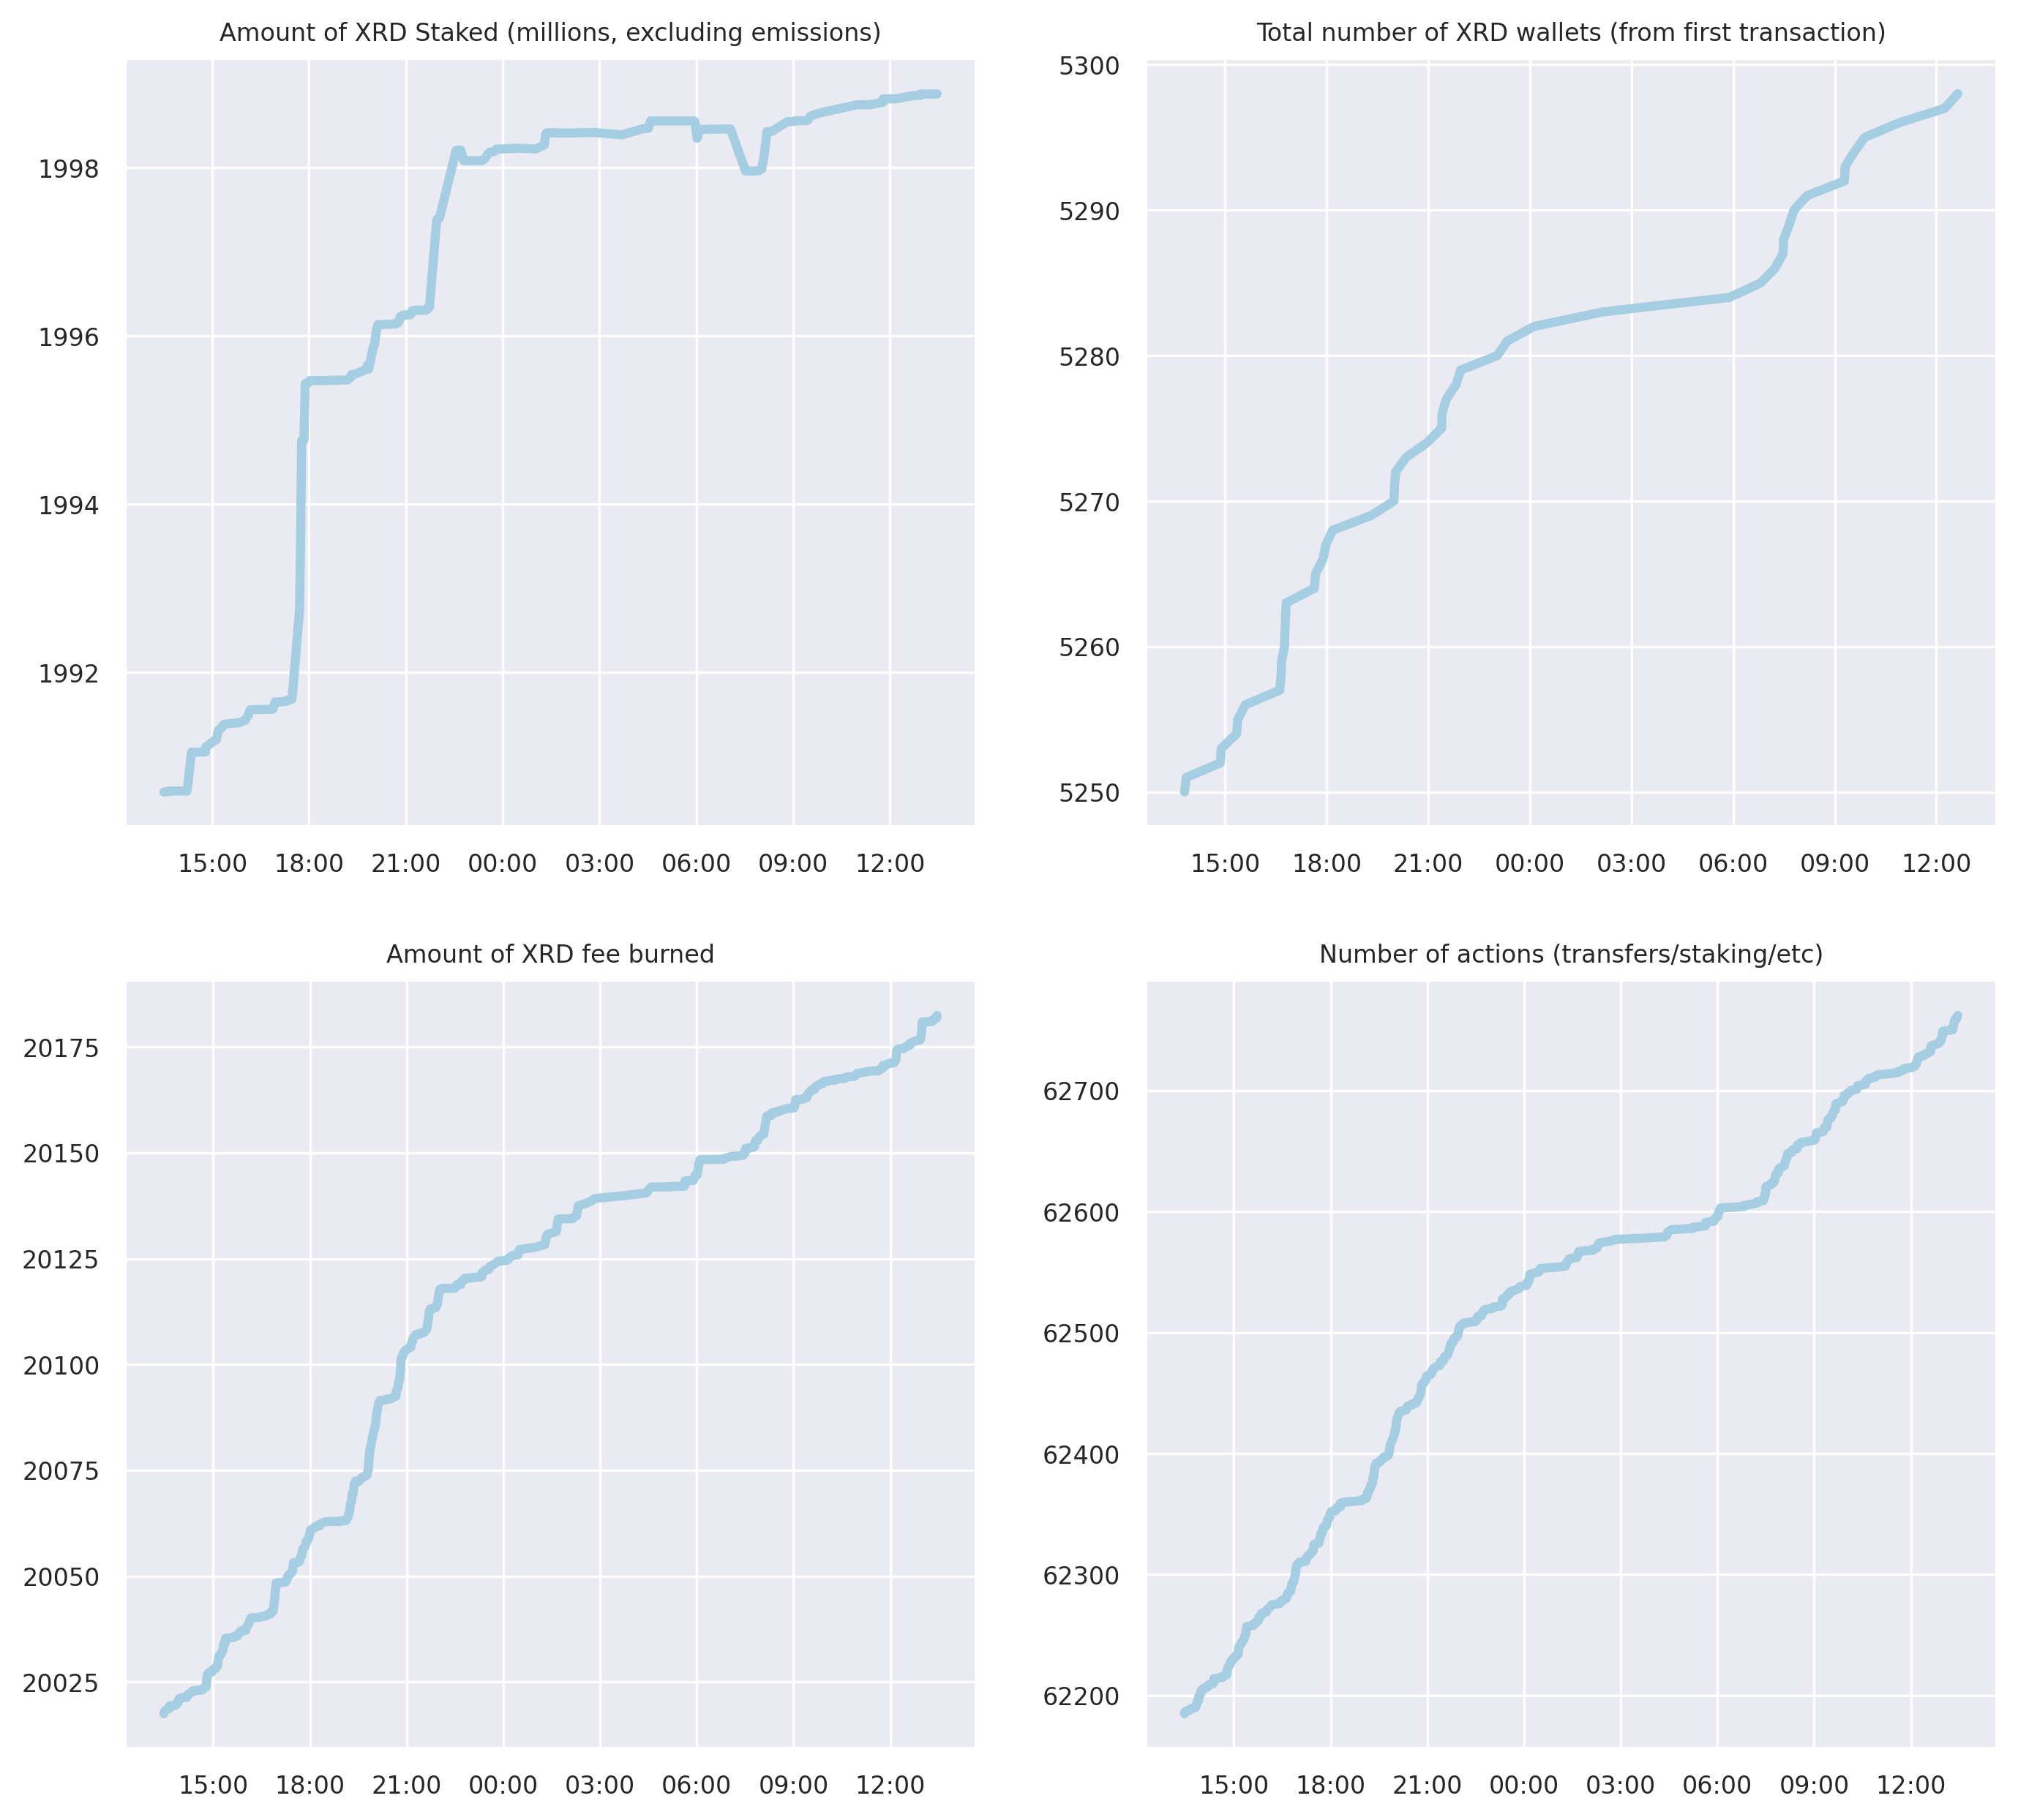 Amount of XRD Staked (millions, excluding emissions)
1998
1996
1994
1992
15:00 18:00 21:00 00:00 03:00 06:00 09:00 12:00
Total number of XRD wallets (from first transaction)
5300
5290
5280
5270
5260
5250
15:00 18:00 21:00 00:00 03:00 06:00 09:00 12:00
Amount of XRD fee burned
20175
20150
20125
20100
20075
20050
20025
15:00 18:00 21:00 00:00 03:00 06:00 09:00 12:00
Number of actions (transfers/staking/etc)
62700
62600
62500
62400
62300
62200
15:00 18:00 21:00 00:00 03:00 06:00 09:00 12:00